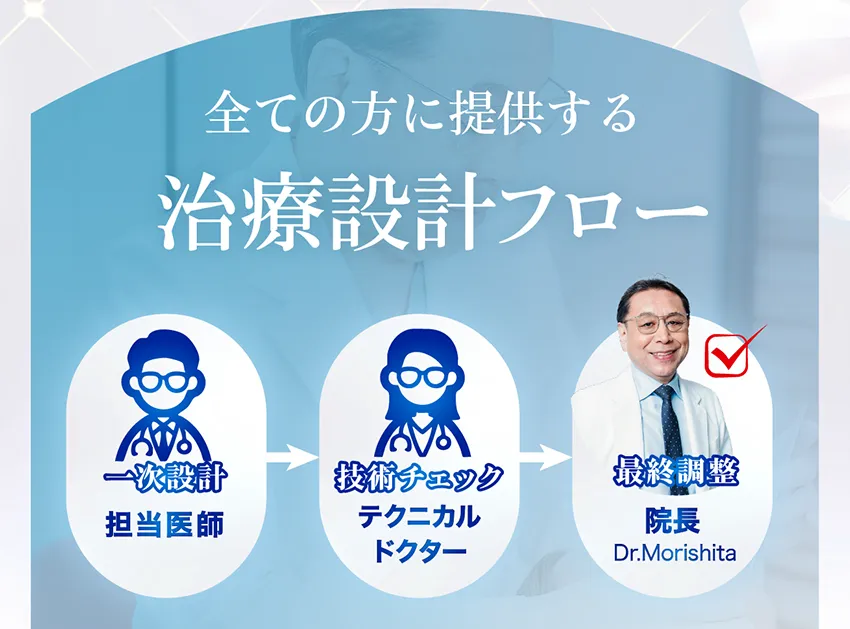 全ての方に提供する
治療設計フロー
一次設計
担当医師
技術チェック
テクニカル
ドクター
最終調整
院長
Dr.Morishita